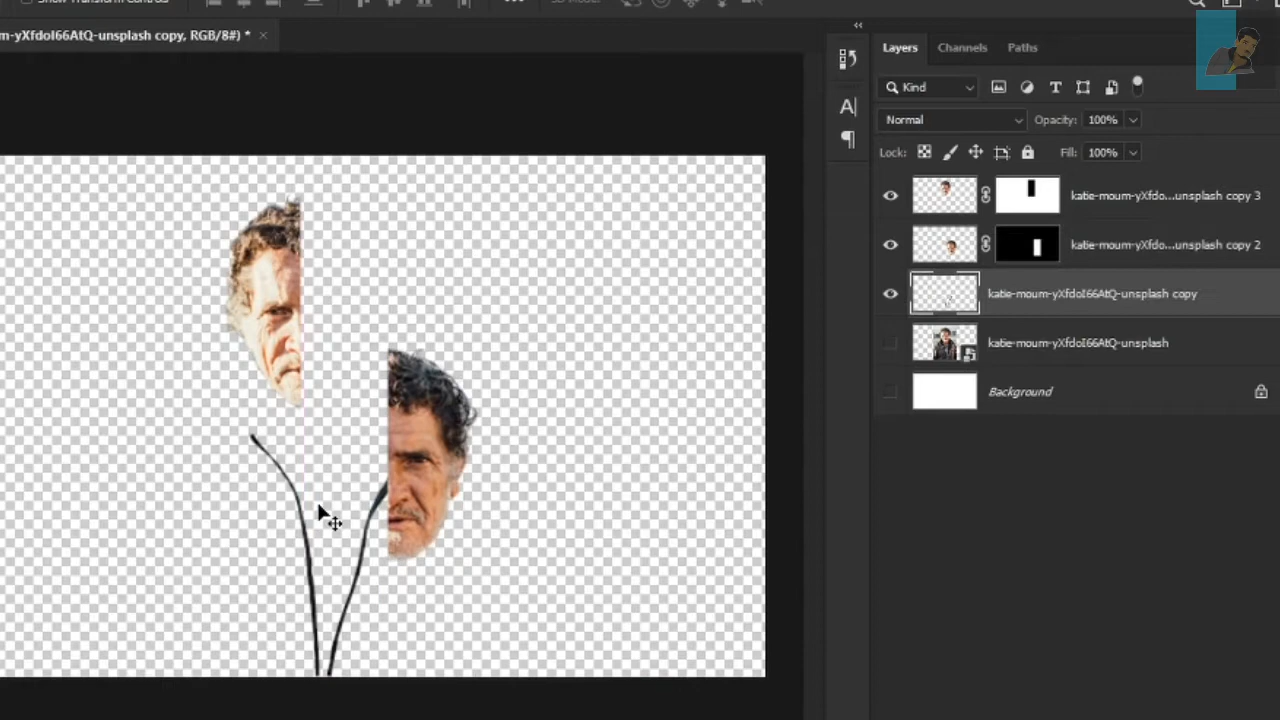 m-yXfdoI66AtQ-unsplash copy, RGB/8#) *
Layers
Channels
Paths
Kind
Normal
Opacity:
100%
Lock:
Fill:
100%
katie-moum-yXfdo...unsplash copy 3
katie-moum-yXfdo...unsplash copy 2
katie-moum-yXfdoI66AtQ-unsplash copy
katie-moum-yXfdoI66AtQ-unsplash
Background